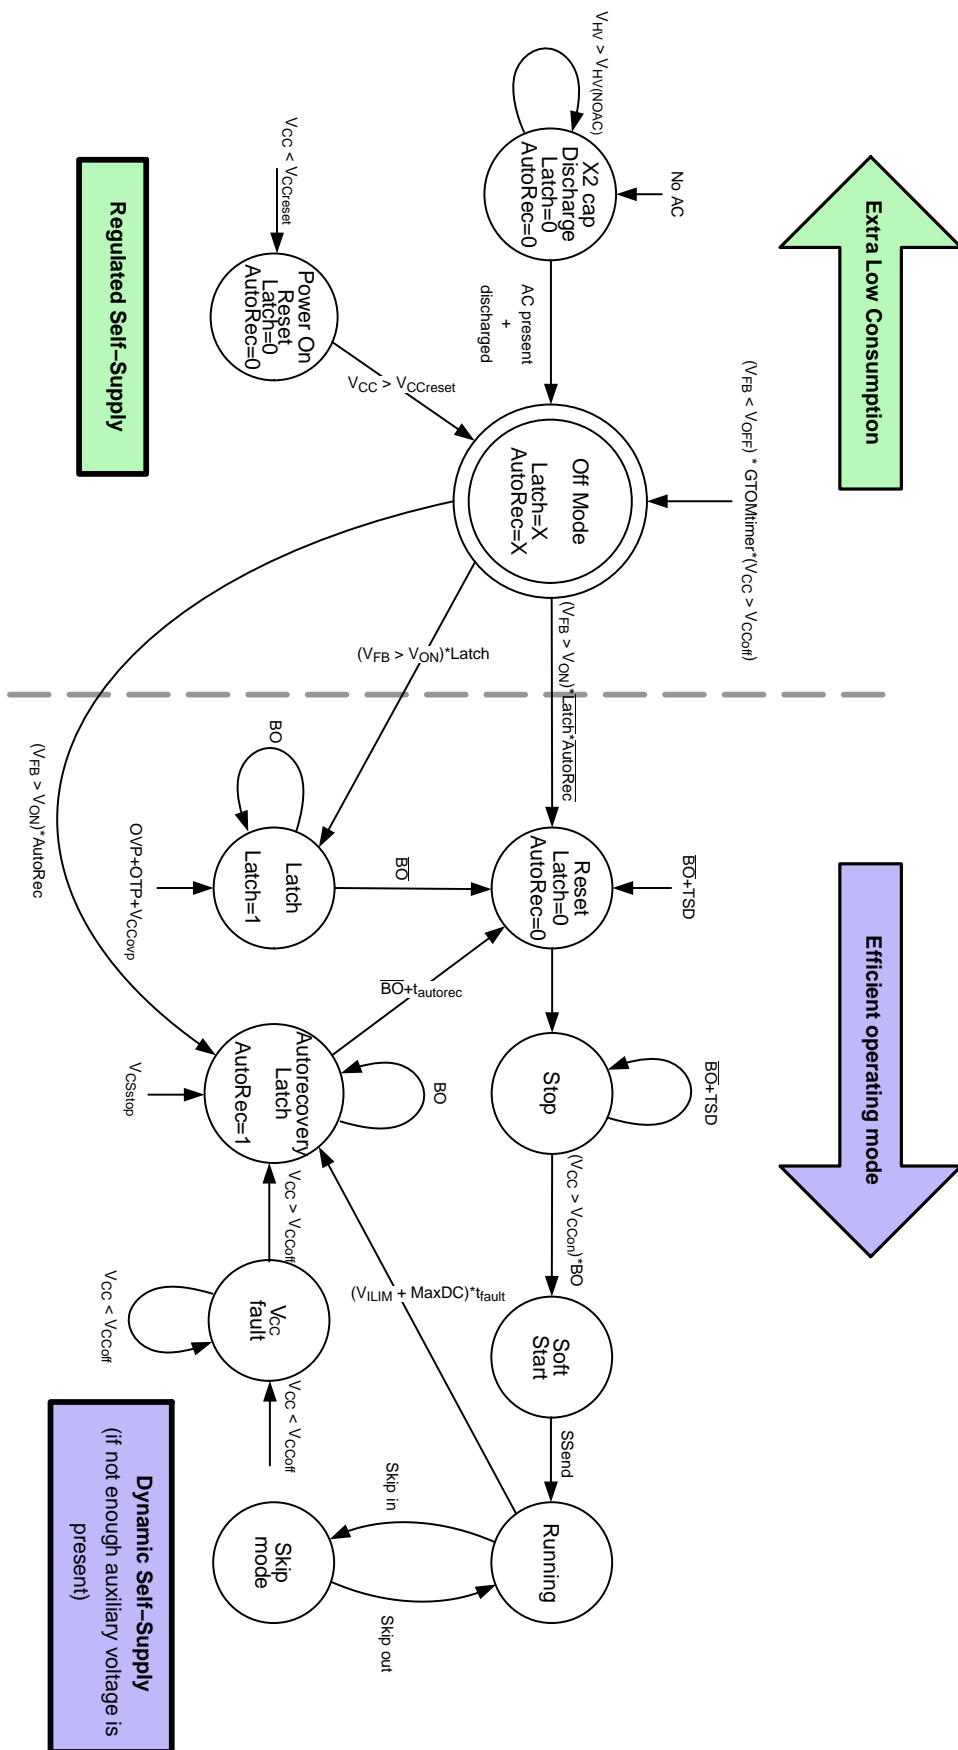 Extra Low Consumption
Efficient operating mode
No AC
(VFB < VOFF) * GTOMtimer*(VCC > VCCoff)
BO+TSD
BO+TSD
VHV > VHV(NOAC)
X2 cap
Discharge
Latch=0
AutoRec=0
AC present
+
discharged
Off Mode
Latch=X
AutoRec=X
(VFB > VON)*Latch*AutoRec
Reset
Latch=0
AutoRec=0
Stop
(VCC > VCCon)*BO
Soft
Start
SSend
Running
VCC < VCCreset
Power On
Reset
Latch=0
AutoRec=0
VCC > VCCreset
(VFB > VON)*Latch
BO
Latch
Latch=1
BO
OVP+OTP+VCCovp
BO+tautorec
BO
Autorecovery
Latch
AutoRec=1
VCSstop
(VFB > VON)*AutoRec
(VILIM + MaxDC)*tfault
VCC > VCCoff
VCC
fault
VCC < VCCoff
VCC < VCCoff
Skip in
Skip out
Skip
mode
Regulated Self−Supply
Dynamic Self−Supply
(if not enough auxiliary voltage is
present)